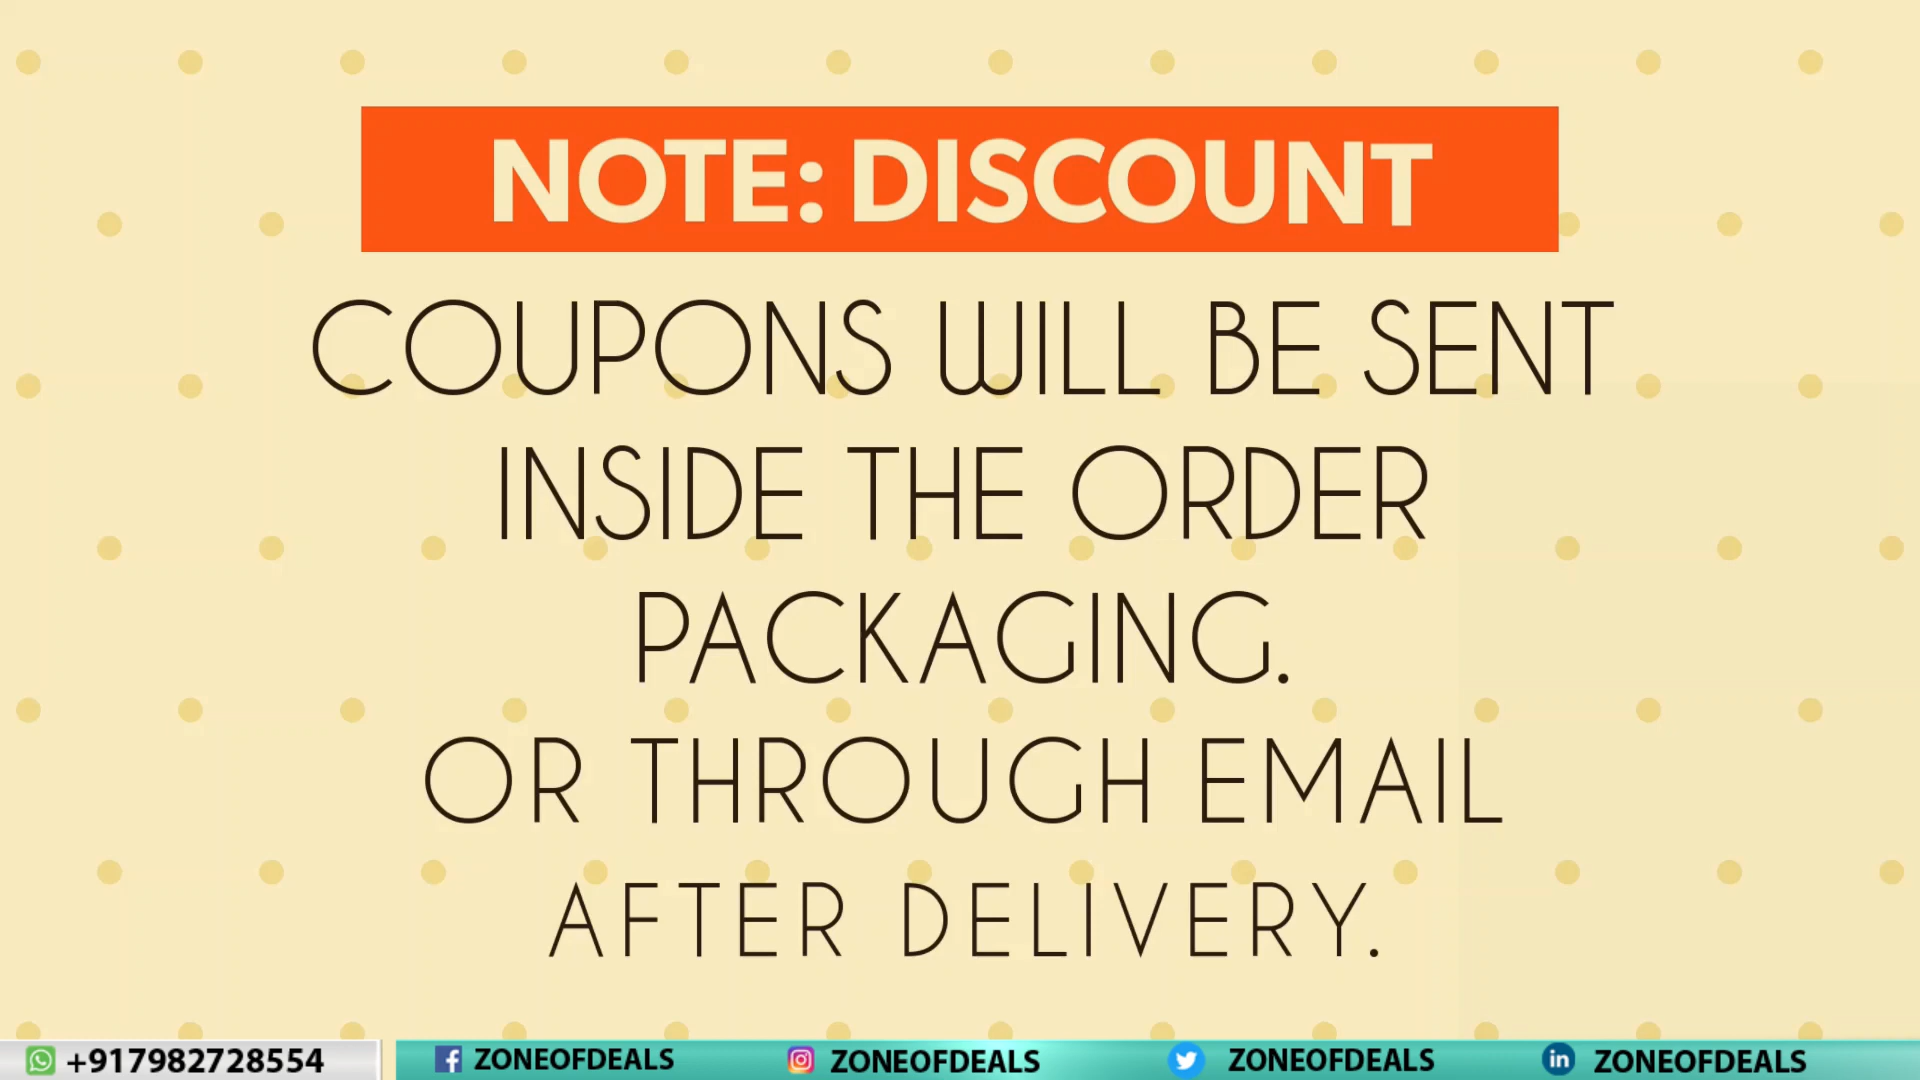 NOTE: DISCOUNT
COUPONS WILL BE SENT
INSIDE THE ORDER
PACKAGING.
OR THROUGH EMAIL
AFTER DELIVERY.
+917982728554 ZONEOFDEALS ZONEOFDEALS ZONEOFDEALS ZONEOFDEALS